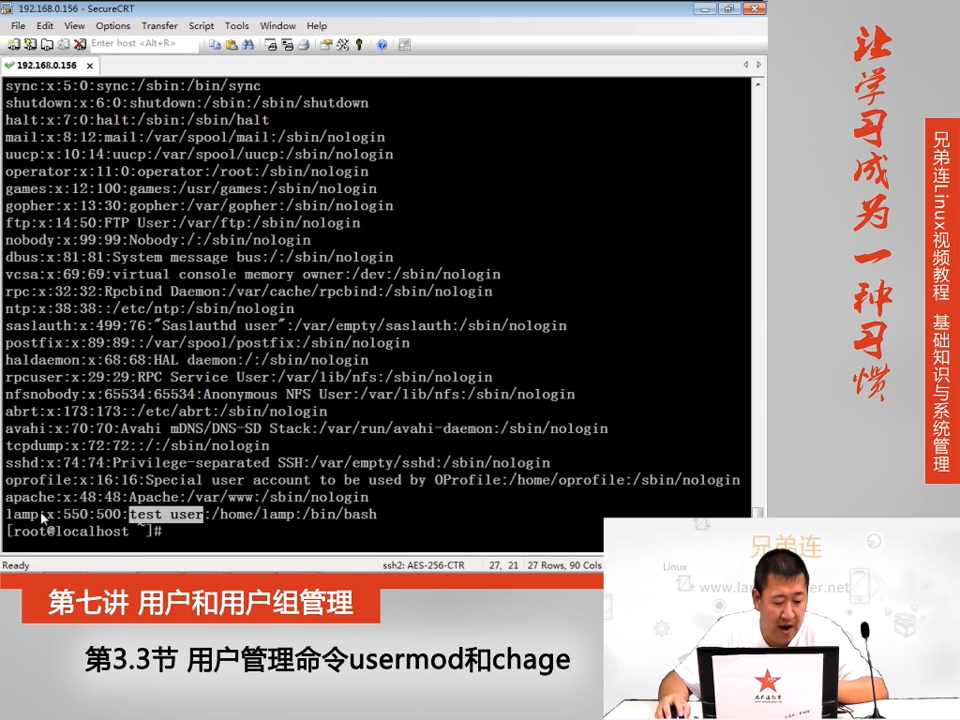 192.168.0.156 - SecureCRT
File Edit View Options Transfer Script Tools Window Help
Enter host <Alt+R>
192.168.0.156
sync:x:5:0:sync:/sbin:/bin/sync
shutdown:x:6:0:shutdown:/sbin:/sbin/shutdown
halt:x:7:0:halt:/sbin:/sbin/halt
mail:x:8:12:mail:/var/spool/mail:/sbin/nologin
uucp:x:10:14:uucp:/var/spool/uucp:/sbin/nologin
operator:x:11:0:operator:/root:/sbin/nologin
games:x:12:100:games:/usr/games:/sbin/nologin
gopher:x:13:30:gopher:/var/gopher:/sbin/nologin
ftp:x:14:50:FTP User:/var/ftp:/sbin/nologin
nobody:x:99:99:Nobody:/:/sbin/nologin
dbus:x:81:81:System message bus:/:/sbin/nologin
vcsa:x:69:69:virtual console memory owner:/dev:/sbin/nologin
rpc:x:32:32:Rpcbind Daemon:/var/cache/rpcbind:/sbin/nologin
ntp:x:38:38::/etc/ntp:/sbin/nologin
saslauth:x:499:76:"Saslauthd user":/var/empty/saslauth:/sbin/nologin
postfix:x:89:89::/var/spool/postfix:/sbin/nologin
haldaemon:x:68:68:HAL daemon:/:/sbin/nologin
rpcuser:x:29:29:RPC Service User:/var/lib/nfs:/sbin/nologin
nfsnobody:x:65534:65534:Anonymous NFS User:/var/lib/nfs:/sbin/nologin
abrt:x:173:173::/etc/abrt:/sbin/nologin
avahi:x:70:70:Avahi mDNS/DNS-SD Stack:/var/run/avahi-daemon:/sbin/nologin
tcpdump:x:72:72::/:/sbin/nologin
sshd:x:74:74:Privilege-separated SSH:/var/empty/sshd:/sbin/nologin
oprofile:x:16:16:Special user account to be used by OProfile:/home/oprofile:/sbin/nologin
apache:x:48:48:Apache:/var/www:/sbin/nologin
lamp:x:550:500:test user:/home/lamp:/bin/bash
[root@localhost ~]#
Ready ssh2: AES-256-CTR 27, 21 27 Rows, 90 Cols
让学习成为一种习惯
兄弟连Linux视频教程 基础知识与系统管理
第七讲 用户和用户组管理
第3.3节 用户管理命令usermod和chage
兄弟连
Linux